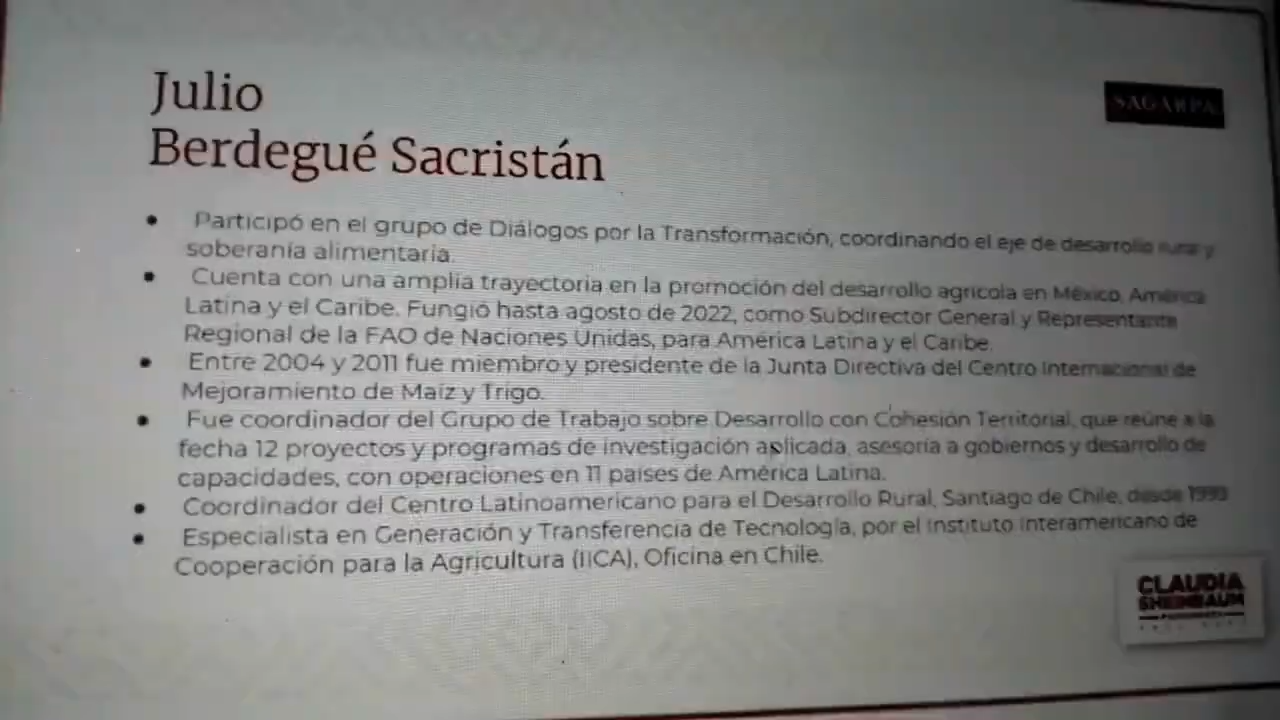 Julio
Berdegué Sacristán
SAGARPA
Participó en el grupo de Diálogos por la Transformación, coordinando el eje de desarrollo rural y
soberanía alimentaria.
Cuenta con una amplia trayectoria en la promoción del desarrollo agrícola en México, América
Latina y el Caribe. Fungió hasta agosto de 2022, como Subdirector General y Representante
Regional de la FAO de Naciones Unidas, para América Latina y el Caribe.
Entre 2004 y 2011 fue miembro y presidente de la Junta Directiva del Centro Internacional de
Mejoramiento de Maíz y Trigo.
Fue coordinador del Grupo de Trabajo sobre Desarrollo con Cohesión Territorial, que reúne a la
fecha 12 proyectos y programas de investigación aplicada, asesoría a gobiernos y desarrollo de
capacidades, con operaciones en 11 países de América Latina.
Coordinador del Centro Latinoamericano para el Desarrollo Rural, Santiago de Chile, desde
Especialista en Generación y Transferencia de Tecnología, por el Instituto Interamericano de
Cooperación para la Agricultura (IICA), Oficina en Chile.
CLAUDIA
SHEINBAUM